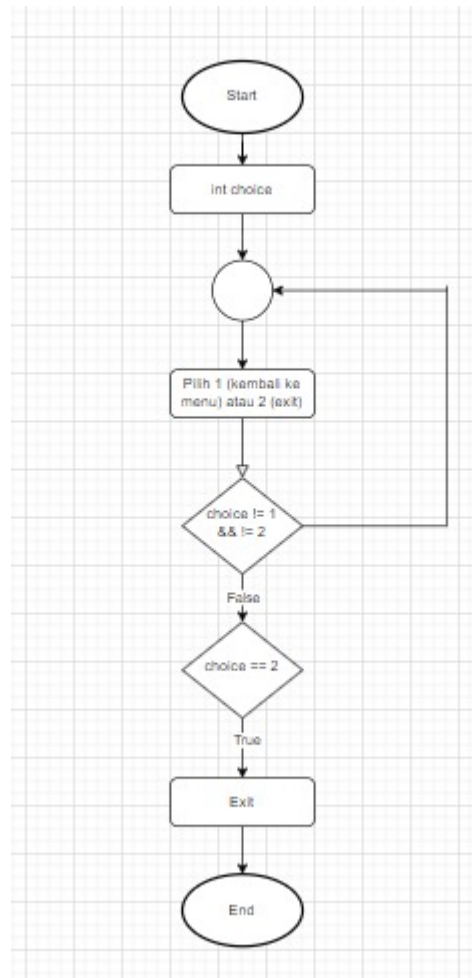 Start
int choice
Pilih 1 (kembali ke
menu) atau 2 (exit)
choice != 1
&& != 2
False
choice == 2
True
Exit
End